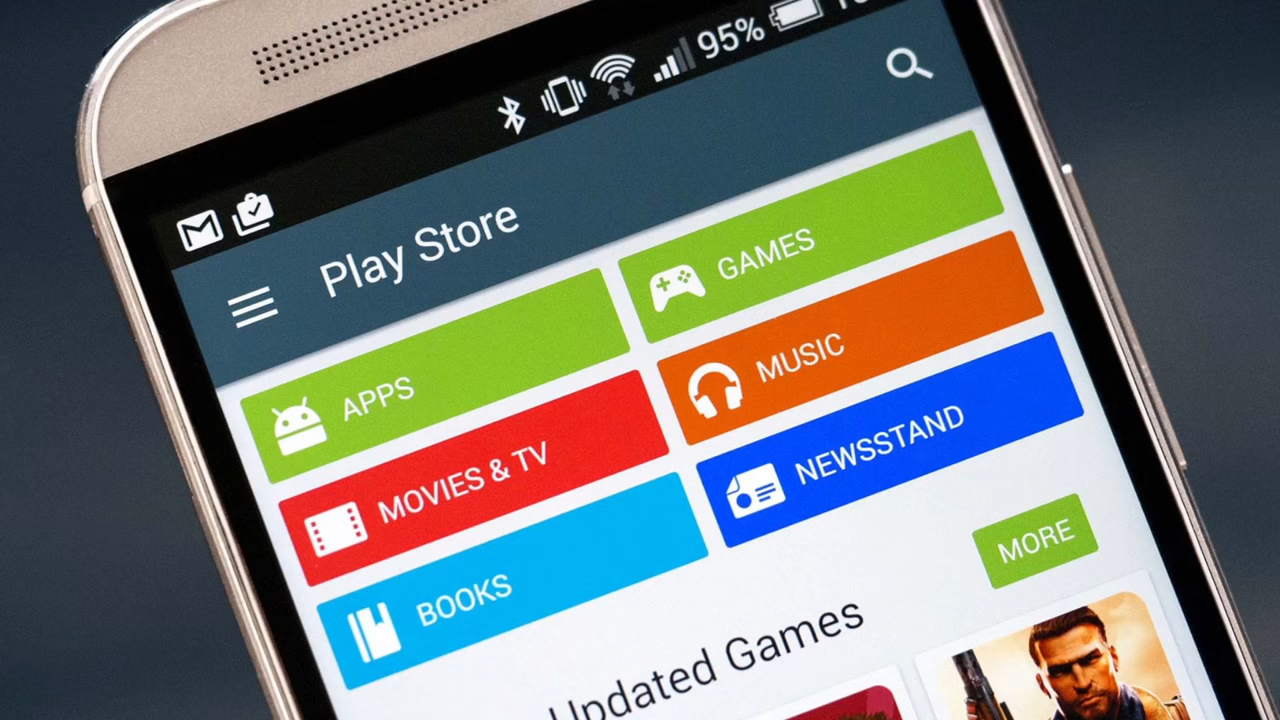 95%
Play Store
APPS
GAMES
MOVIES & TV
MUSIC
BOOKS
NEWSSTAND
Updated Games
MORE